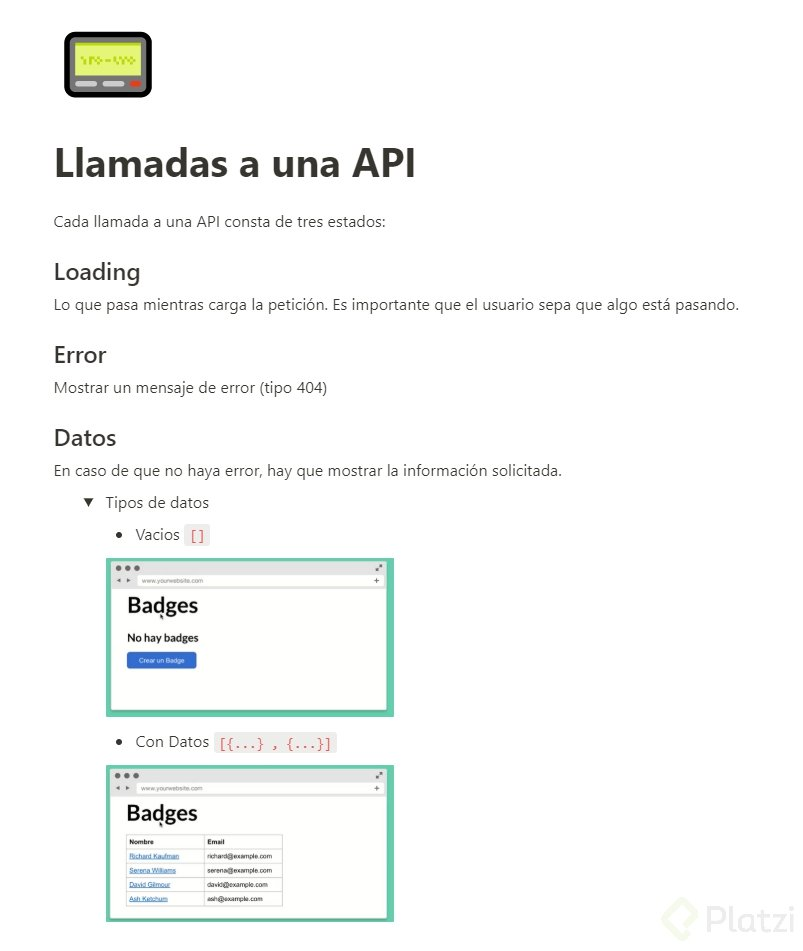 Llamadas a una API
Cada llamada a una API consta de tres estados:
Loading
Lo que pasa mientras carga la petición. Es importante que el usuario sepa que algo está pasando.
Error
Mostrar un mensaje de error (tipo 404)
Datos
En caso de que no haya error, hay que mostrar la información solicitada.
Tipos de datos
Vacios []
www.yourwebsite.com
Badges
No hay badges
Crear un Badge
Con Datos [{...} , {...}]
www.yourwebsite.com
Badges
Nombre Email
Richard Kaufman richard@example.com
Serena Williams serena@example.com
David Gilmour david@example.com
Ash Ketchum ash@example.com
Platzi